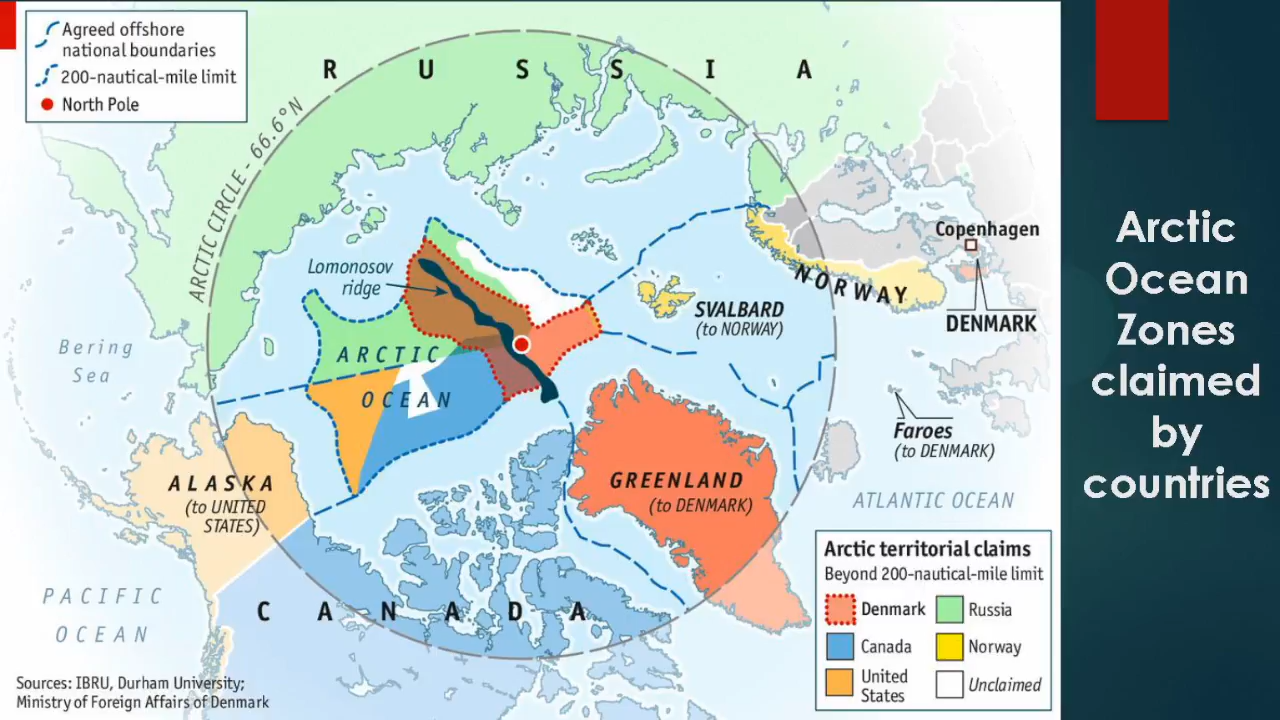 Agreed offshore
national boundaries
200-nautical-mile limit
North Pole
RUSSIA
ARCTIC CIRCLE - 66.6°N
Lomonosov
ridge
Copenhagen
NORWAY
SVALBARD
(to NORWAY)
DENMARK
Bering
Sea
ARCTIC
OCEAN
Faroes
(to DENMARK)
ALASKA
(to UNITED
STATES)
GREENLAND
(to DENMARK)
ATLANTIC OCEAN
PACIFIC
OCEAN
CANADA
Arctic territorial claims
Beyond 200-nautical-mile limit
Denmark
Russia
Canada
Norway
United
States
Unclaimed
Sources: IBRU, Durham University;
Ministry of Foreign Affairs of Denmark
Arctic
Ocean
Zones
claimed
by
countries